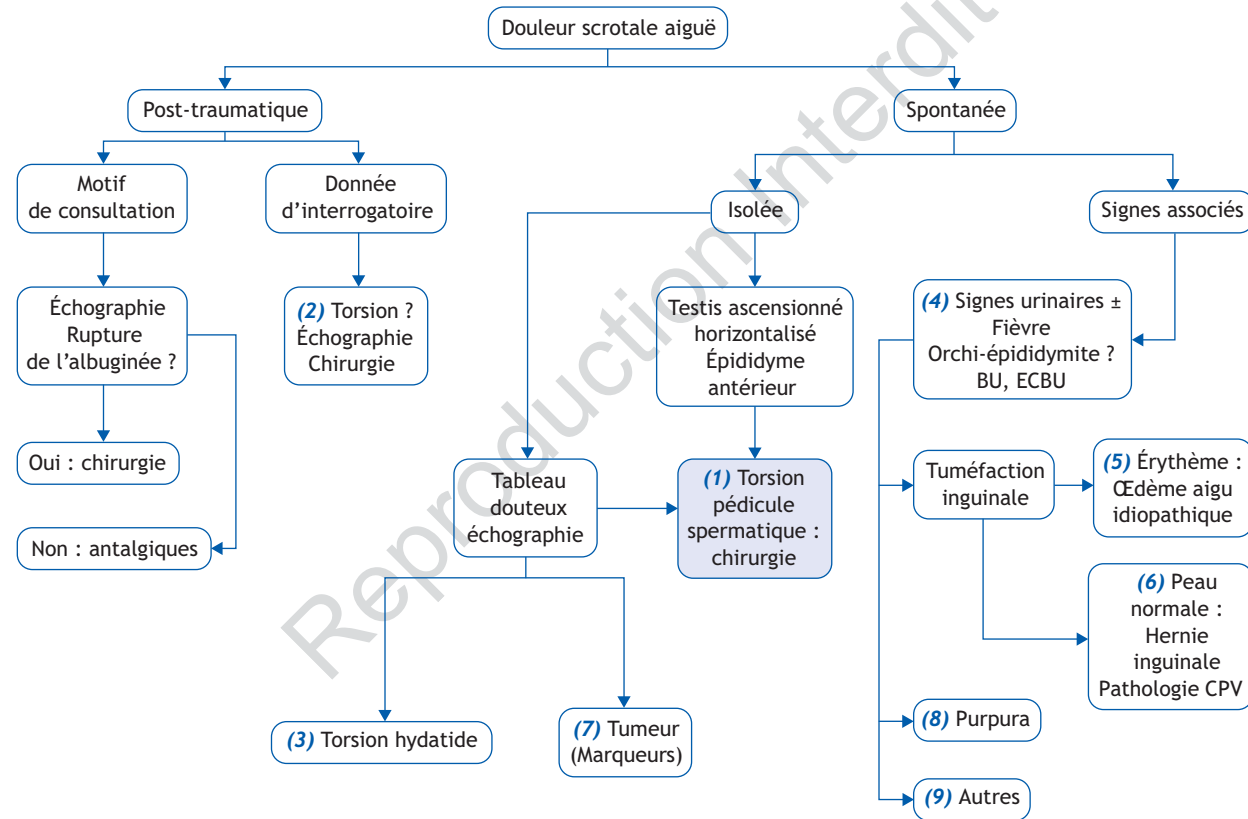 Douleur scrotale aiguë
Post-traumatique
Spontanée
Motif
de consultation
Donnée
d'interrogatoire
Isolée
Signes associés
Échographie
Rupture
de l'albuginée ?
(2) Torsion ?
Échographie
Chirurgie
Testis ascensionné
horizontalisé
Épididyme
antérieur
(4) Signes urinaires ±
Fièvre
Orchi-épididymite ?
BU, ECBU
Oui : chirurgie
Non : antalgiques
Tableau
douteux
échographie
(1) Torsion
pédicule
spermatique :
chirurgie
Tuméfaction
inguinale
(5) Érythème :
Œdème aigu
idiopathique
(6) Peau
normale :
Hernie
inguinale
Pathologie CPV
(3) Torsion hydatide
(7) Tumeur
(Marqueurs)
(8) Purpura
(9) Autres
Reproduction Interdit